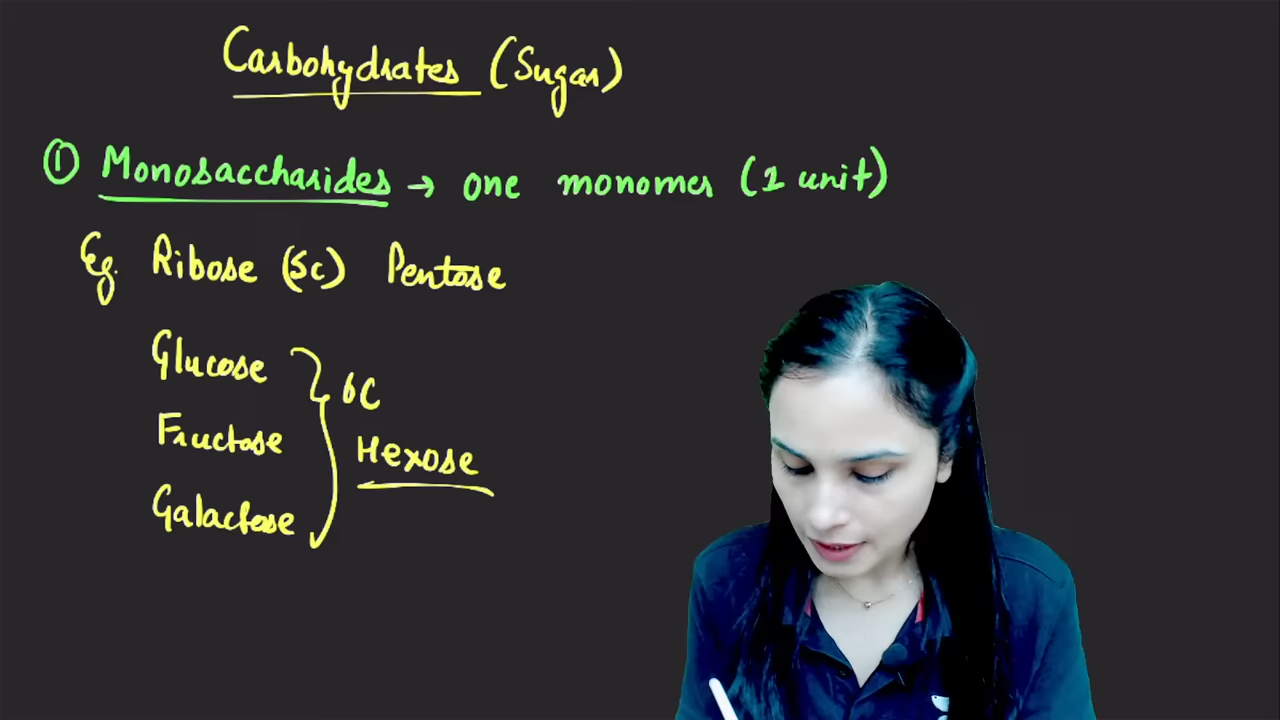 Carbohydrates (Sugar)
① Monosaccharides → one monomer (1 unit)
Eg. Ribose (5c) Pentose
Glucose
6C
Fructose
Hexose
Galactose